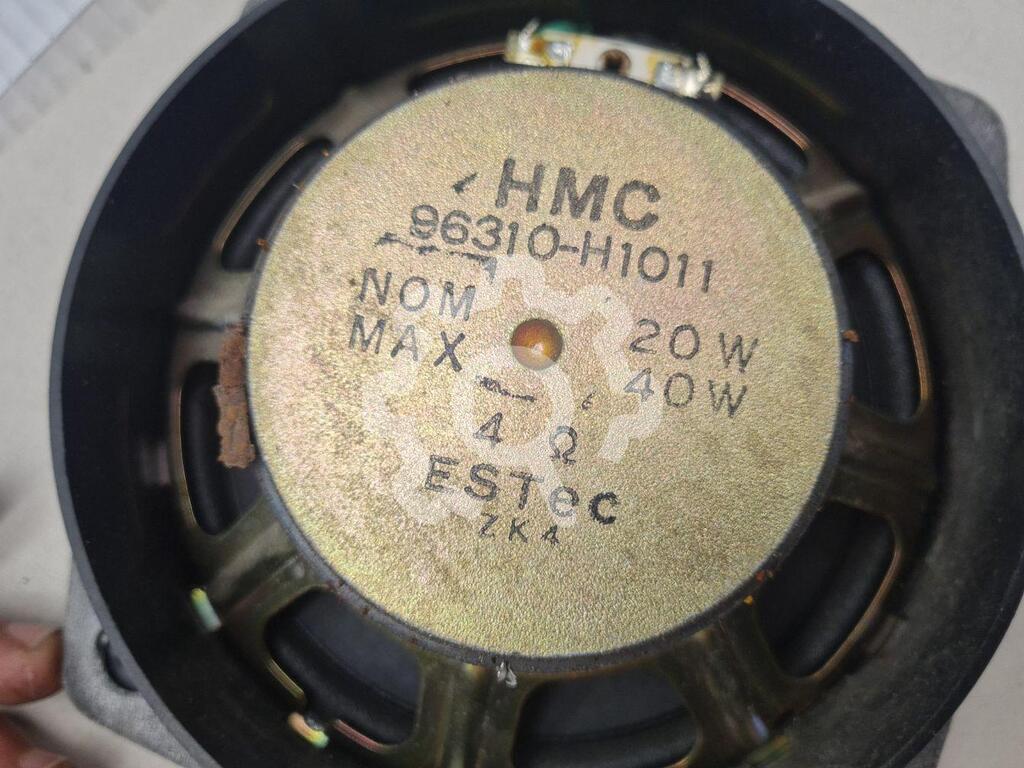 HMC
96310-H1011
NOM 20W
MAX 40W
4 Ω
ESTec
ZK4